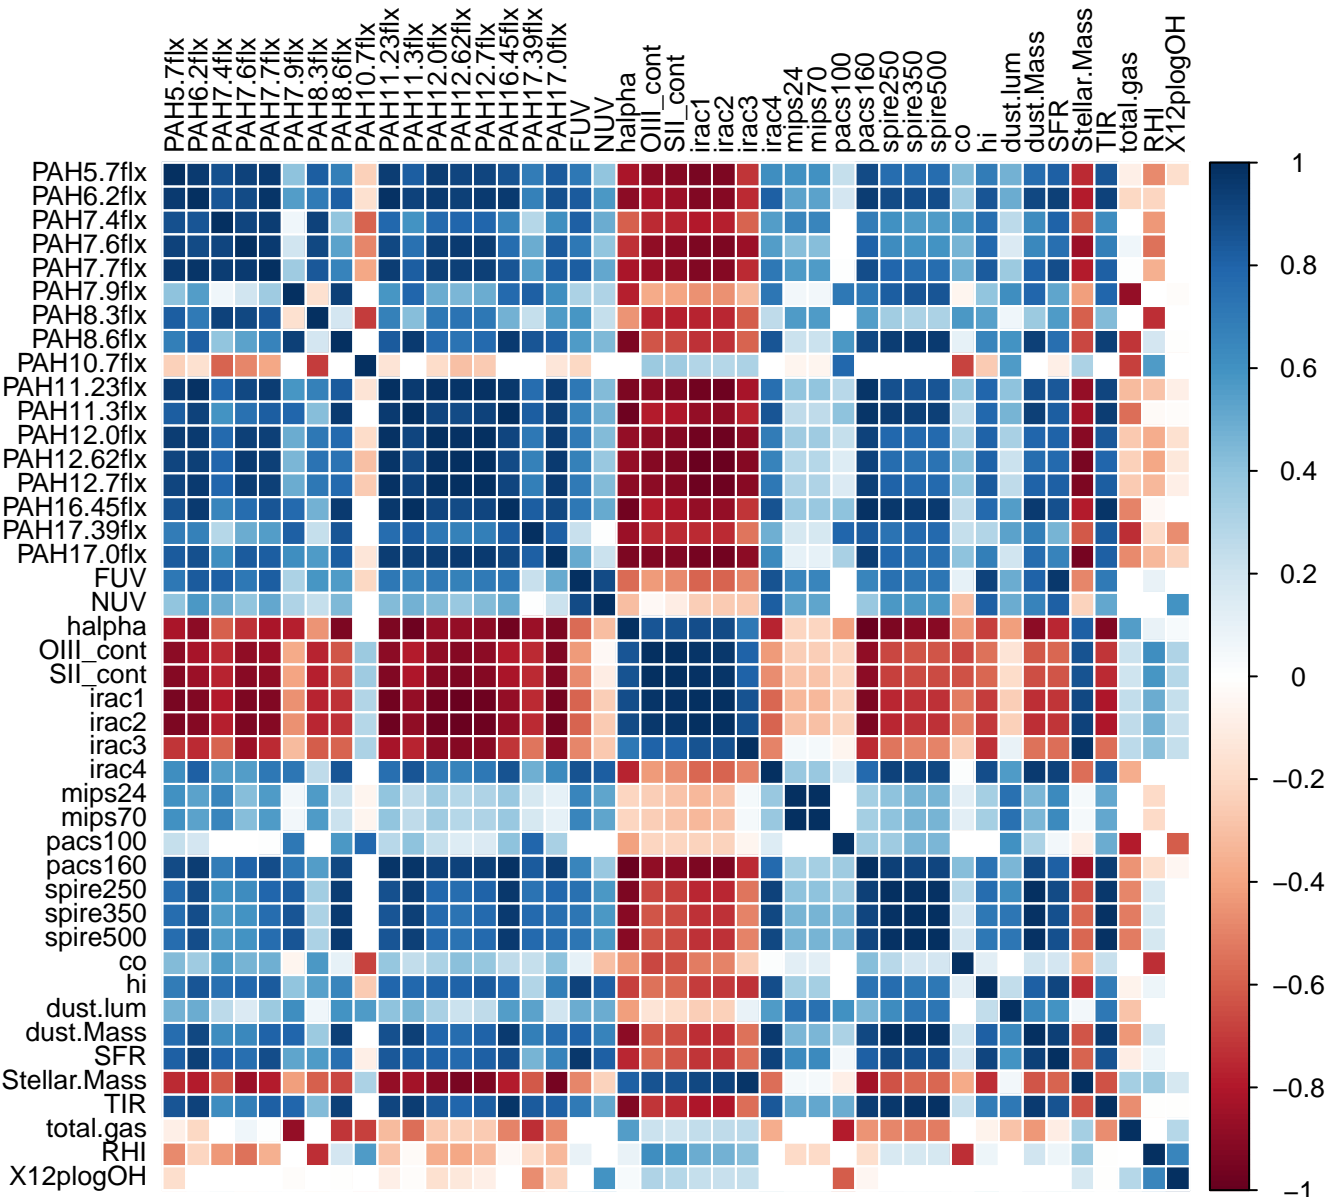 PAH5.7flx
PAH6.2flx
PAH7.4flx
PAH7.6flx
PAH7.7flx
PAH7.9flx
PAH8.3flx
PAH8.6flx
PAH10.7flx
PAH11.23flx
PAH11.3flx
PAH12.0flx
PAH12.62flx
PAH12.7flx
PAH16.45flx
PAH17.39flx
PAH17.0flx
FUV
NUV
halpha
OIII_cont
SII_cont
irac1
irac2
irac3
irac4
mips24
mips70
pacs100
pacs160
spire250
spire350
spire500
co
hi
dust.lum
dust.Mass
SFR
Stellar.Mass
TIR
total.gas
RHI
X12plogOH
PAH5.7flx
PAH6.2flx
PAH7.4flx
PAH7.6flx
PAH7.7flx
PAH7.9flx
PAH8.3flx
PAH8.6flx
PAH10.7flx
PAH11.23flx
PAH11.3flx
PAH12.0flx
PAH12.62flx
PAH12.7flx
PAH16.45flx
PAH17.39flx
PAH17.0flx
FUV
NUV
halpha
OIII_cont
SII_cont
irac1
irac2
irac3
irac4
mips24
mips70
pacs100
pacs160
spire250
spire350
spire500
co
hi
dust.lum
dust.Mass
SFR
Stellar.Mass
TIR
total.gas
RHI
X12plogOH
1
0.8
0.6
0.4
0.2
0
−0.2
−0.4
−0.6
−0.8
−1